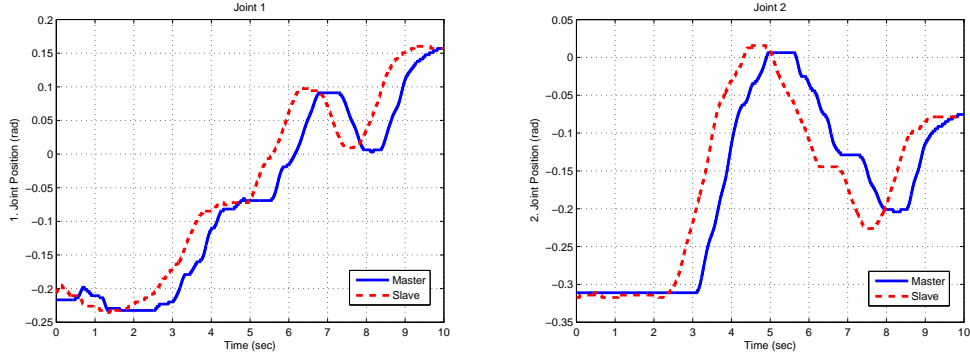 Joint 1
0.2
0.15
0.1
0.05
0
−0.05
−0.1
−0.15
−0.2
−0.25
0 1 2 3 4 5 6 7 8 9 10
1. Joint Position (rad)
Time (sec)
Master
Slave
Joint 2
0.05
0
−0.05
−0.1
−0.15
−0.2
−0.25
−0.3
−0.35
0 1 2 3 4 5 6 7 8 9 10
2. Joint Position (rad)
Time (sec)
Master
Slave